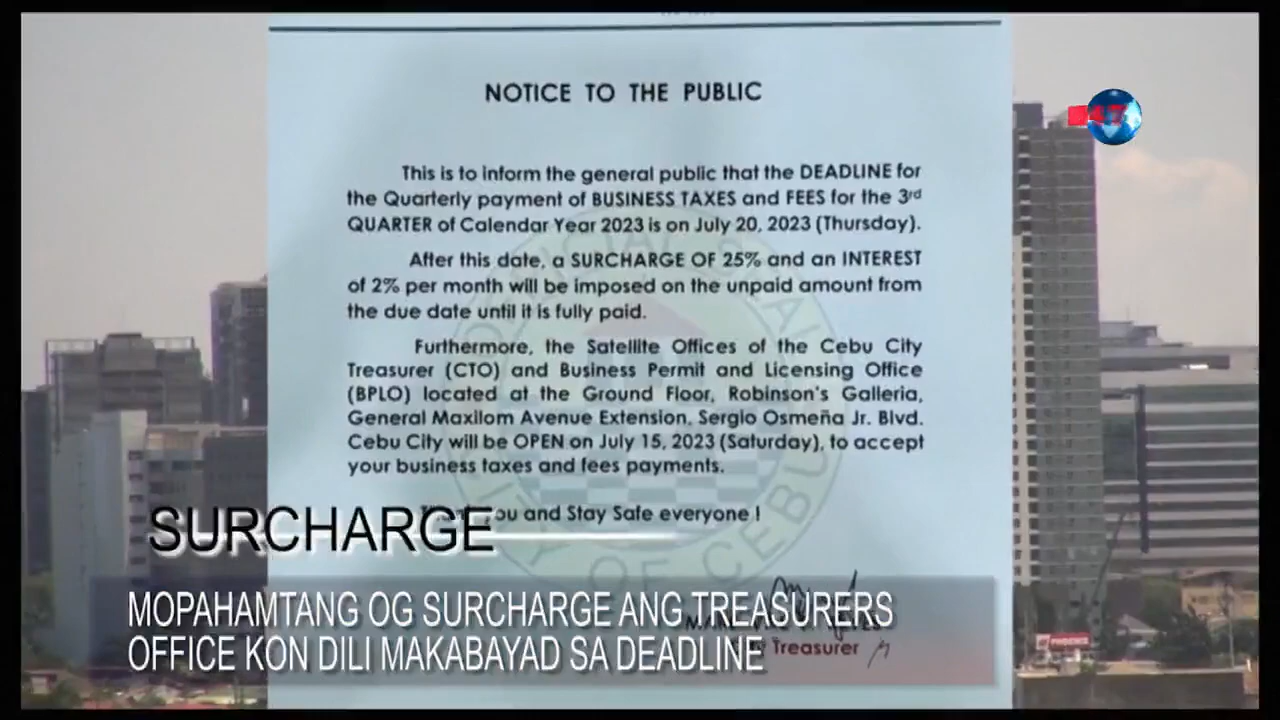 NOTICE TO THE PUBLIC
This is to inform the general public that the DEADLINE for
the Quarterly payment of BUSINESS TAXES and FEES for the 3rd
QUARTER of Calendar Year 2023 is on July 20, 2023 (Thursday).
After this date, a SURCHARGE OF 25% and an INTEREST
of 2% per month will be imposed on the unpaid amount from
the due date until it is fully paid.
Furthermore, the Satellite Offices of the Cebu City
Treasurer (CTO) and Business Permit and Licensing Office
(BPLO) located at the Ground Floor, Robinson's Galleria,
General Maxilom Avenue Extension, Sergio Osmeña Jr. Blvd.
Cebu City will be OPEN on July 15, 2023 (Saturday), to accept
your business taxes and fees payments.
you and Stay Safe everyone !
SURCHARGE
MOPAHAMTANG OG SURCHARGE ANG TREASURERS
OFFICE KON DILI MAKABAYAD SA DEADLINE
Treasurer
OFFICIAL SEAL
CITY OF CEBU
PHOENIX